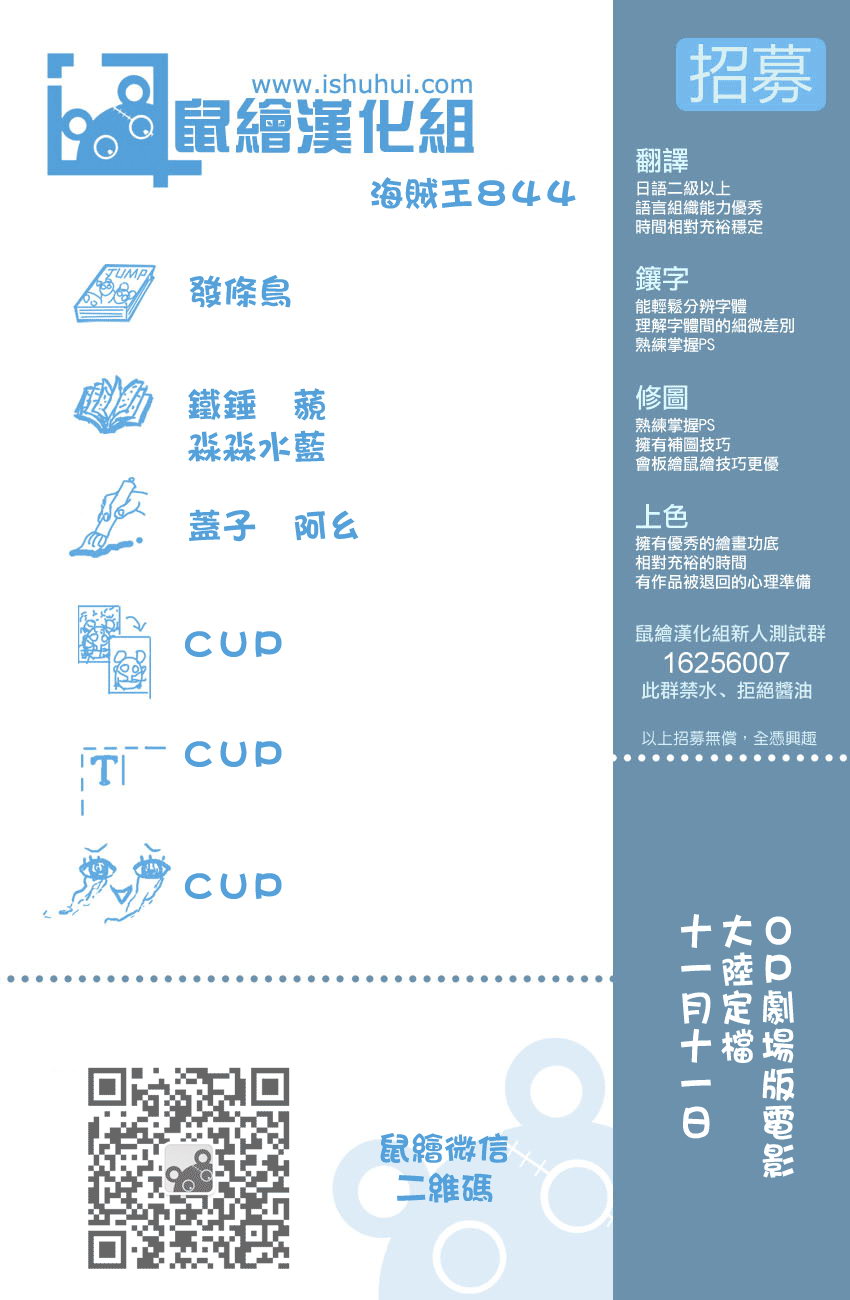 www.ishuhui.com
鼠繪漢化組
海賊王844
JUMP
發條鳥
鐵錘 藐
淼淼水藍
蓋子 阿幺
cup
cup
T
cup
鼠繪微信
二維碼
招募
翻譯
日語二級以上
語言組織能力優秀
時間相對充裕穩定
鑲字
能輕鬆分辨字體
理解字體間的細微差別
熟練掌握PS
修圖
熟練掌握PS
擁有補圖技巧
會板繪鼠繪技巧更優
上色
擁有優秀的繪畫功底
相對充裕的時間
有作品被退回的心理準備
鼠繪漢化組新人測試群
16256007
此群禁水、拒絕醬油
以上招募無償，全憑興趣
OP劇場版電影
大陸定檔
十一月十一日